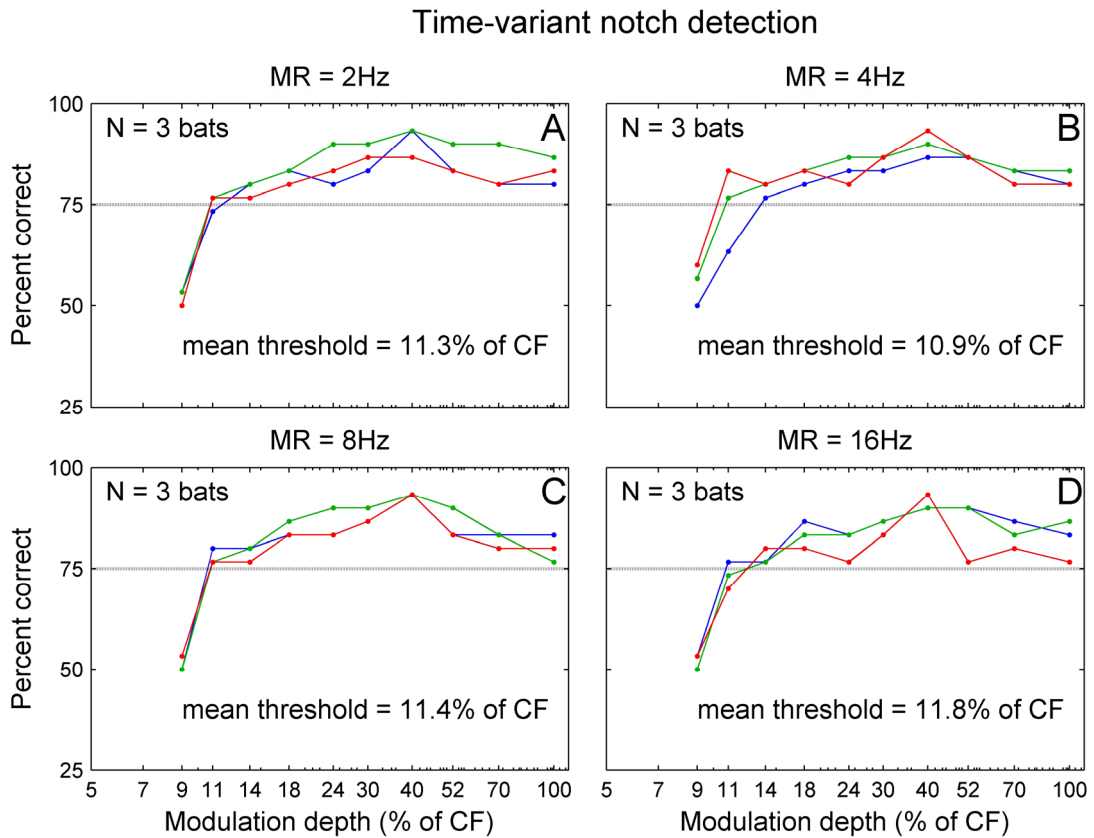 Time-variant notch detection
MR = 2Hz
MR = 4Hz
100
N = 3 bats
A
N = 3 bats
B
75
50
Percent correct
mean threshold = 11.3% of CF
mean threshold = 10.9% of CF
25
MR = 8Hz
MR = 16Hz
100
N = 3 bats
C
N = 3 bats
D
75
50
Percent correct
mean threshold = 11.4% of CF
mean threshold = 11.8% of CF
25
5 7 9 11 14 18 24 30 40 52 70 100
5 7 9 11 14 18 24 30 40 52 70 100
Modulation depth (% of CF)
Modulation depth (% of CF)